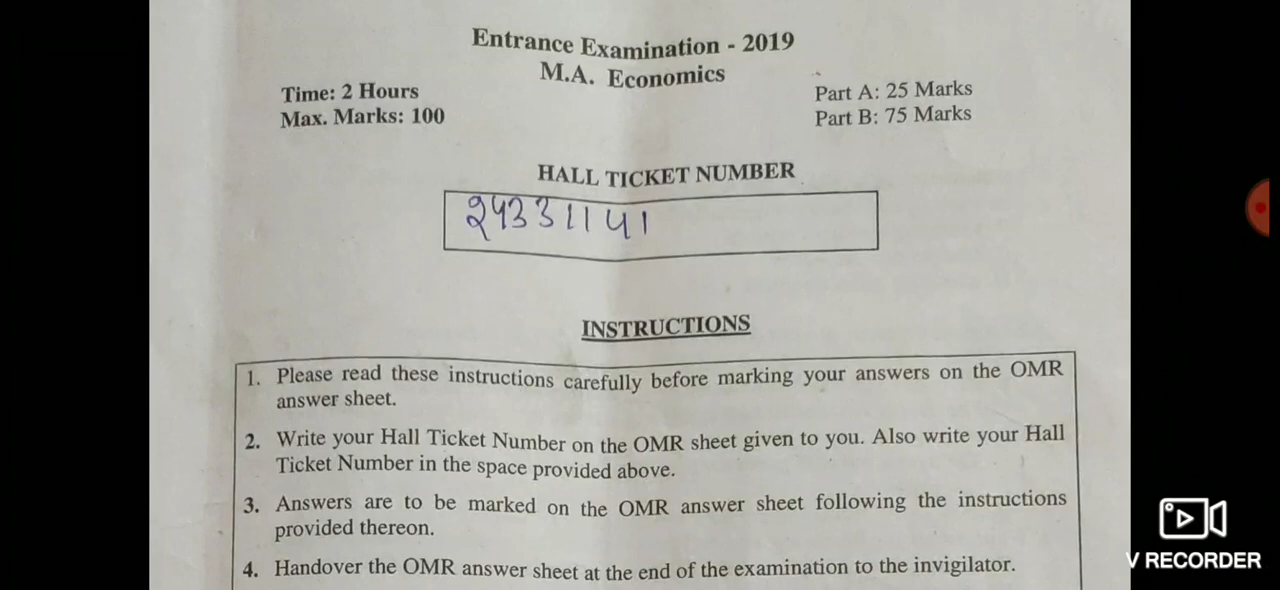 Entrance Examination - 2019
M.A. Economics
Time: 2 Hours
Max. Marks: 100
Part A: 25 Marks
Part B: 75 Marks
HALL TICKET NUMBER
24331141
INSTRUCTIONS
1. Please read these instructions carefully before marking your answers on the OMR
answer sheet.
2. Write your Hall Ticket Number on the OMR sheet given to you. Also write your Hall
Ticket Number in the space provided above.
3. Answers are to be marked on the OMR answer sheet following the instructions
provided thereon.
4. Handover the OMR answer sheet at the end of the examination to the invigilator.
V RECORDER